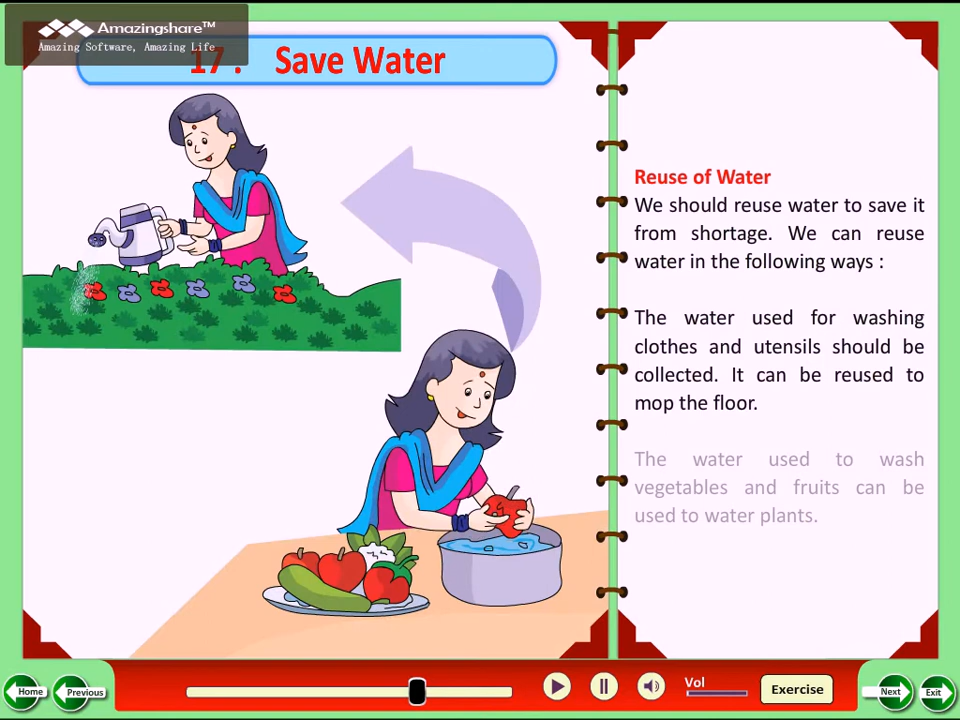 Amazingshare™
Amazing Software, Amazing Life
17 . Save Water
Reuse of Water
We should reuse water to save it
from shortage. We can reuse
water in the following ways :
The water used for washing
clothes and utensils should be
collected. It can be reused to
mop the floor.
The water used to wash
vegetables and fruits can be
used to water plants.
Home
Previous
Vol
Exercise
Next
Exit